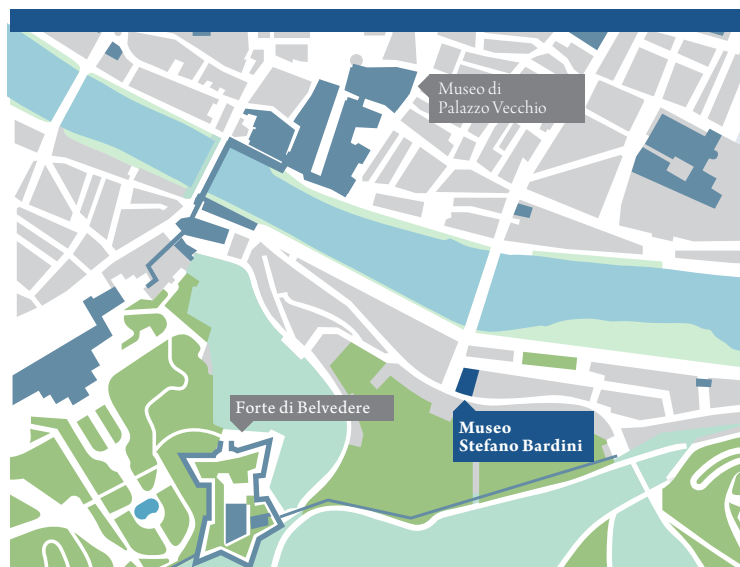 Museo di
Palazzo Vecchio
Forte di Belvedere
Museo
Stefano Bardini